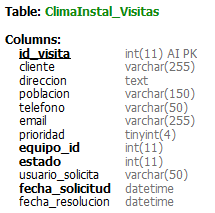 Table: ClimaInstal_Visitas
Columns:
id_visita int(11) AI PK
cliente varchar(255)
direccion text
poblacion varchar(150)
telefono varchar(50)
email varchar(255)
prioridad tinyint(4)
equipo_id int(11)
estado int(11)
usuario_solicita varchar(50)
fecha_solicitud datetime
fecha_resolucion datetime